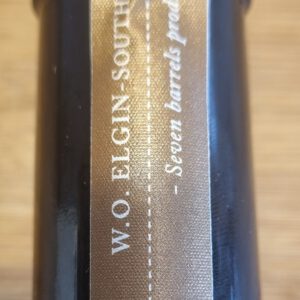 W.O. ELGIN-SOUTH
- Seven barrels prod